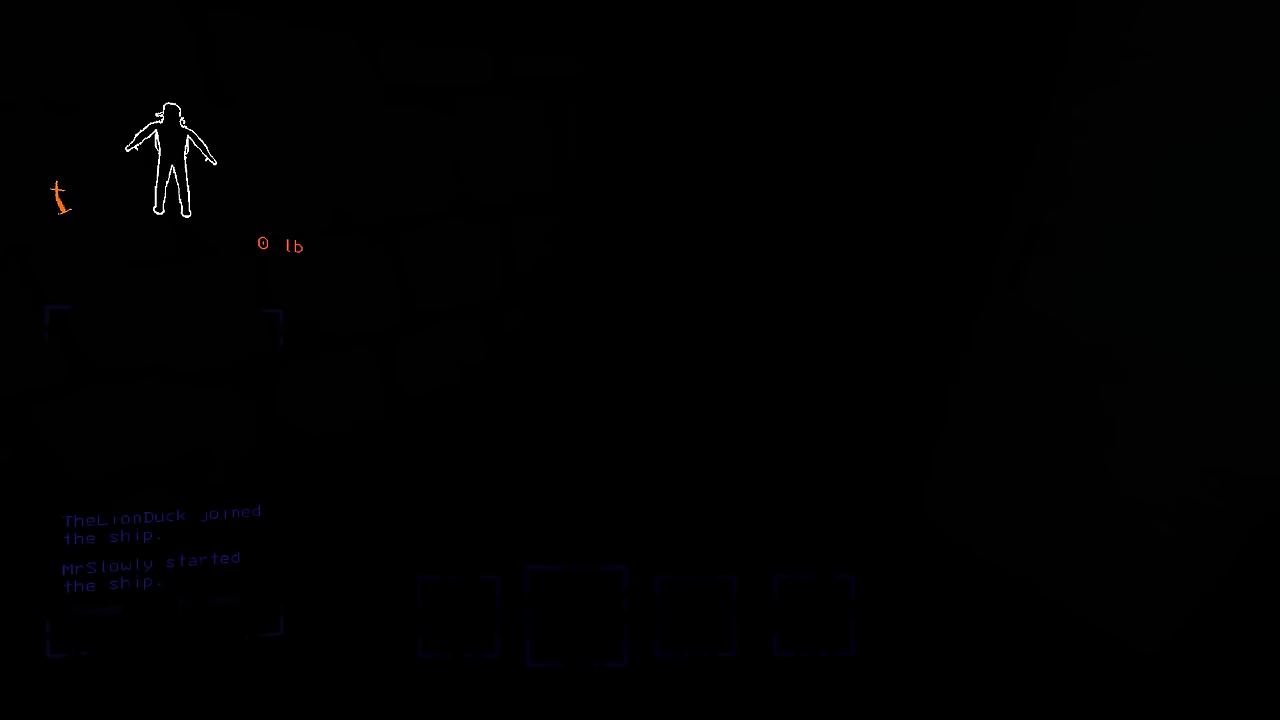 0 lb
TheLionDuck joined
the ship.
MrSlowly started
the ship.